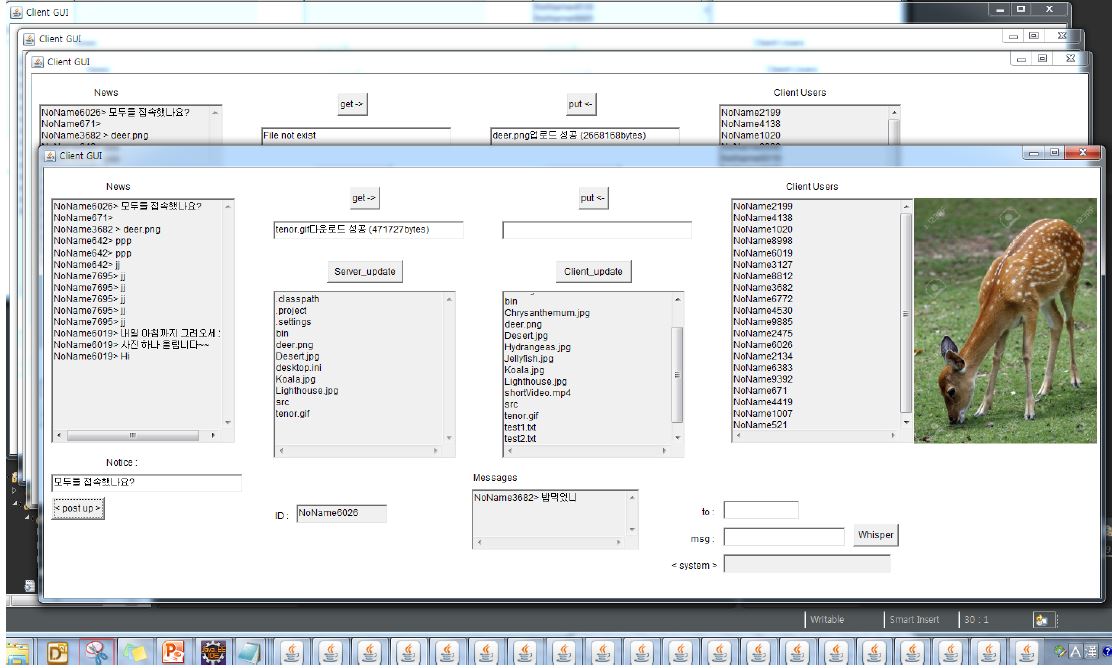 Client GUI
Client GUI
Client GUI
News
get ->
put <-
Client Users
NoName6026> 모두들 접속했나요?
NoName671>
NoName3682 > deer.png
File not exist
deer.png업로드 성공 (2668168bytes)
NoName2199
NoName4138
NoName1020
Client GUI
News
get ->
put <-
Client Users
NoName6026> 모두들 접속했나요?
NoName671>
NoName3682 > deer.png
NoName642> ppp
NoName642> ppp
NoName642> jj
NoName7695> jj
NoName7695> jj
NoName7695> jj
NoName7695> jj
NoName7695> jj
NoName6019> 내일 아침까지 그려오세
NoName6019> 사진 하나 올립니다~~
NoName6019> Hi
tenor.gif다운로드 성공 (471727bytes)
Server_update
Client_update
.classpath
.project
.settings
bin
deer.png
Desert.jpg
desktop.ini
Koala.jpg
Lighthouse.jpg
src
tenor.gif
bin
Chrysanthemum.jpg
deer.png
Desert.jpg
Hydrangeas.jpg
Jellyfish.jpg
Koala.jpg
Lighthouse.jpg
shortVideo.mp4
src
tenor.gif
test1.txt
test2.txt
NoName2199
NoName4138
NoName1020
NoName8998
NoName6019
NoName3127
NoName8812
NoName3682
NoName6772
NoName4530
NoName9885
NoName2475
NoName6026
NoName2134
NoName6383
NoName9392
NoName671
NoName4419
NoName1007
NoName521
Notice :
모두를 접속했나요?
< post up >
ID :
NoName6026
Messages
NoName3682> 밥먹었니
to :
msg :
Whisper
< system >
Writable
Smart Insert
30 : 1
A 漢